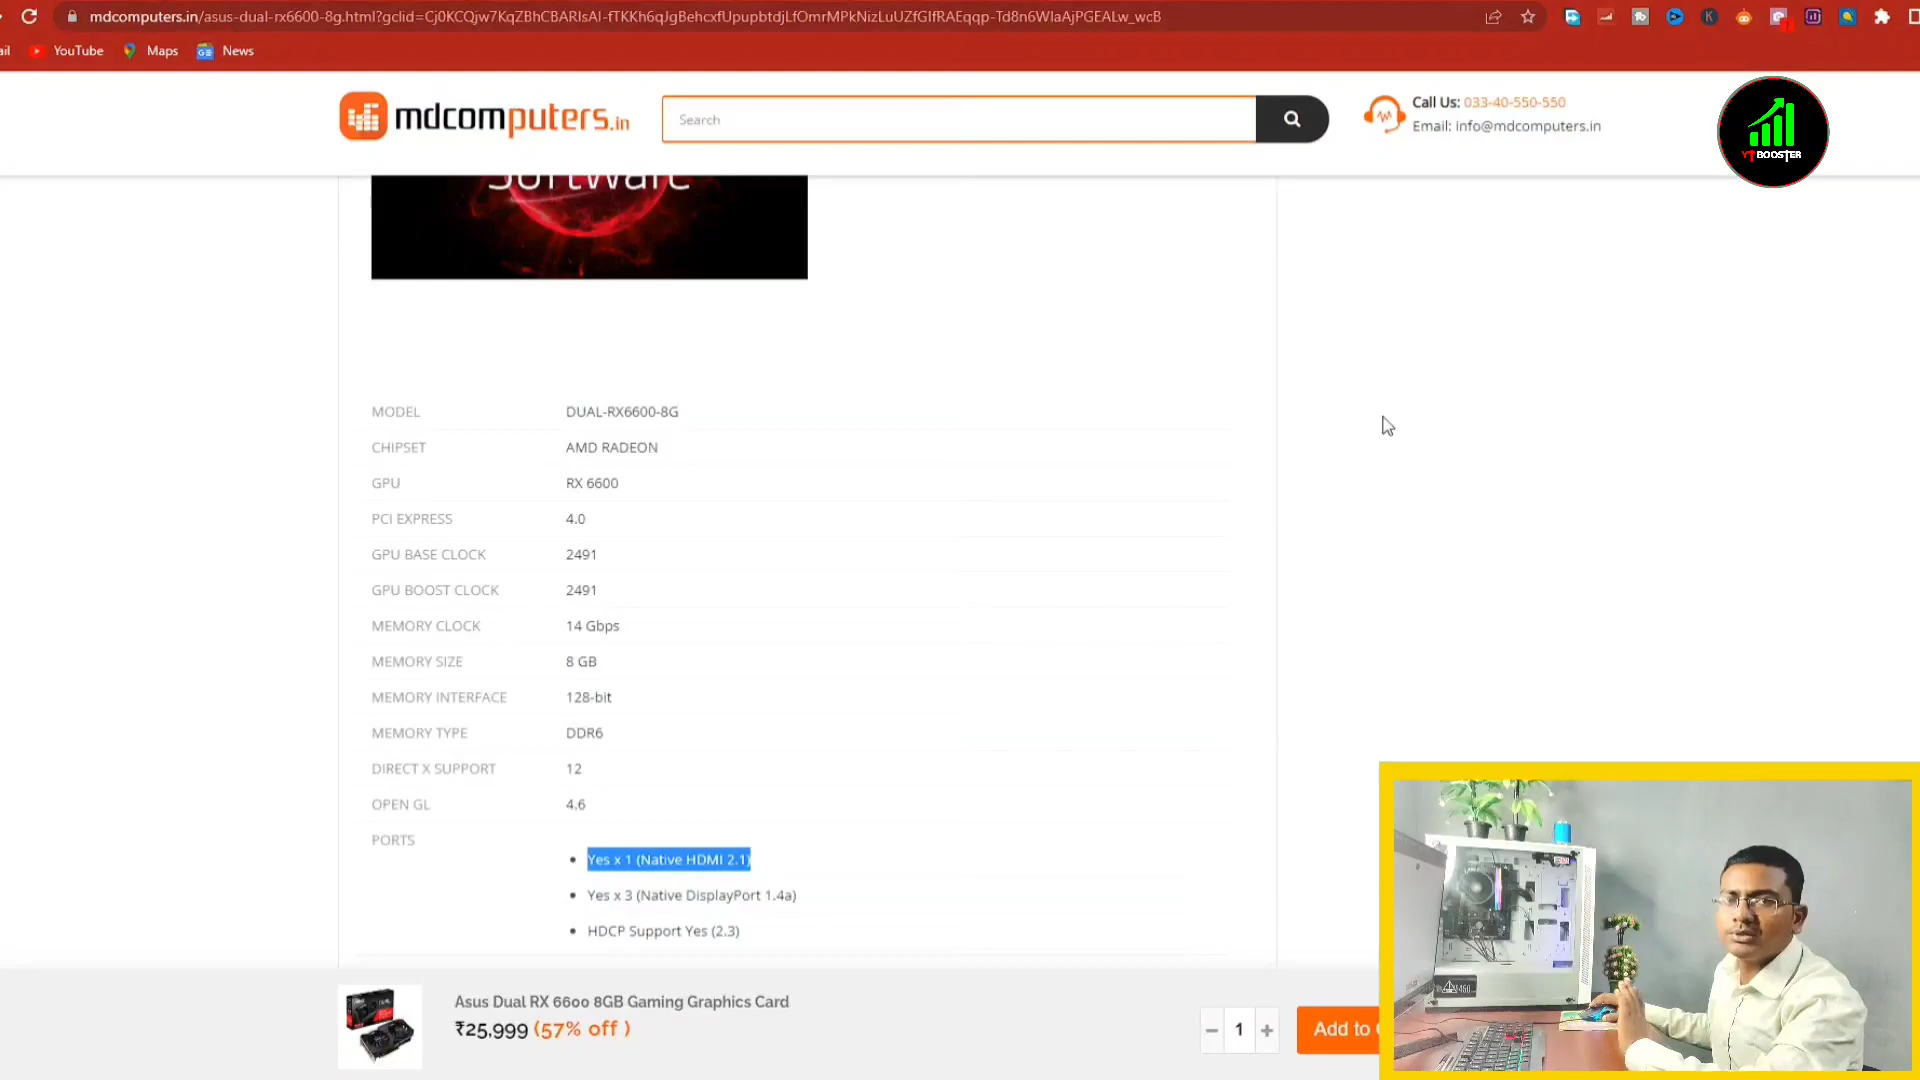 mdcomputers.in/asus-dual-rx6600-8g.html?gclid=Cj0KCQjw7KqZBhCBARIsAI-fTKKh6qJgBehcxfUpupbtdjLfOmrMPkNizLuUZfGIfRAEqqp-Td8n6WIaAjPGEALw_wcB
ail YouTube Maps News
mdcomputers.in
Search
Call Us: 033-40-550-550
Email: info@mdcomputers.in
YT BOOSTER
Software
MODEL DUAL-RX6600-8G
CHIPSET AMD RADEON
GPU RX 6600
PCI EXPRESS 4.0
GPU BASE CLOCK 2491
GPU BOOST CLOCK 2491
MEMORY CLOCK 14 Gbps
MEMORY SIZE 8 GB
MEMORY INTERFACE 128-bit
MEMORY TYPE DDR6
DIRECT X SUPPORT 12
OPEN GL 4.6
PORTS
• Yes x 1 (Native HDMI 2.1)
• Yes x 3 (Native DisplayPort 1.4a)
• HDCP Support Yes (2.3)
Asus Dual RX 6600 8GB Gaming Graphics Card
₹25,999 (57% off )
− 1 +
Add to